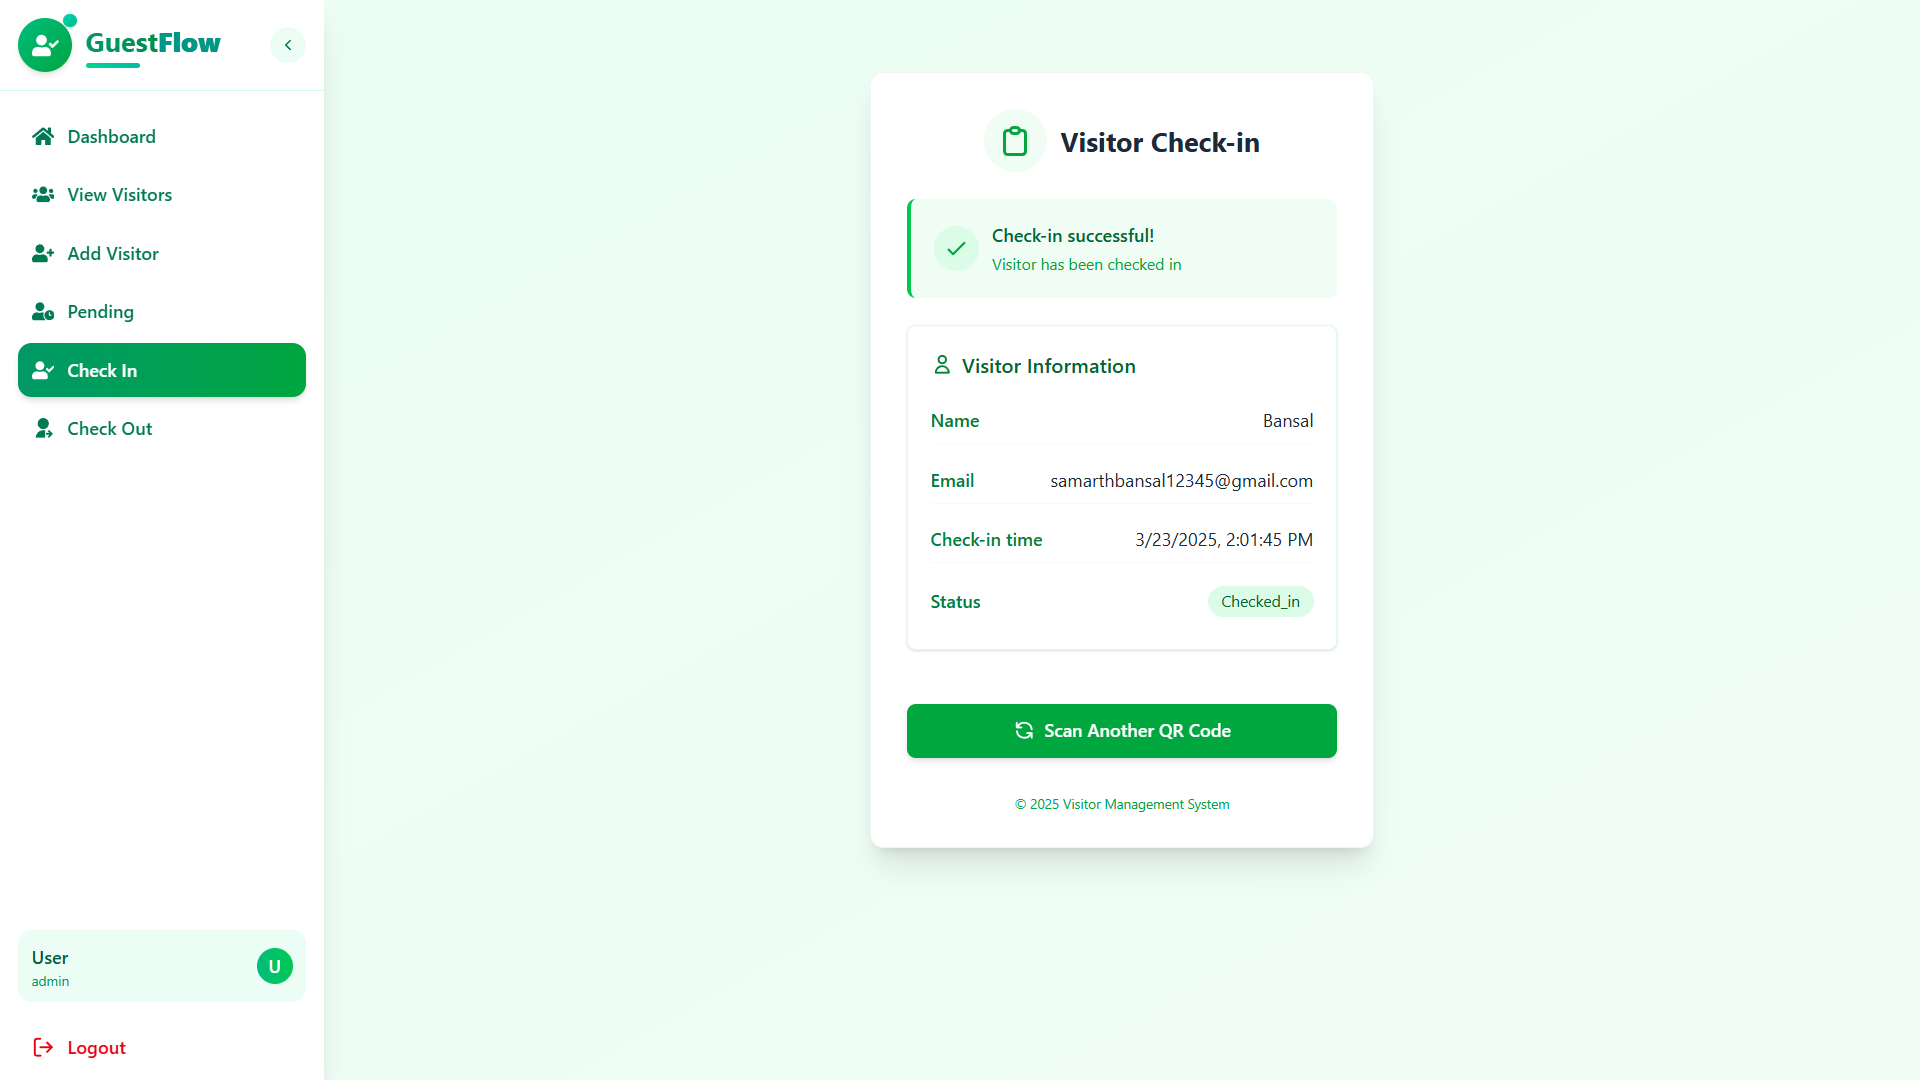 GuestFlow
Dashboard
View Visitors
Add Visitor
Pending
Check In
Check Out
User
admin
U
Logout
Visitor Check-in
Check-in successful!
Visitor has been checked in
Visitor Information
Name Bansal
Email samarthbansal12345@gmail.com
Check-in time 3/23/2025, 2:01:45 PM
Status Checked_in
Scan Another QR Code
© 2025 Visitor Management System